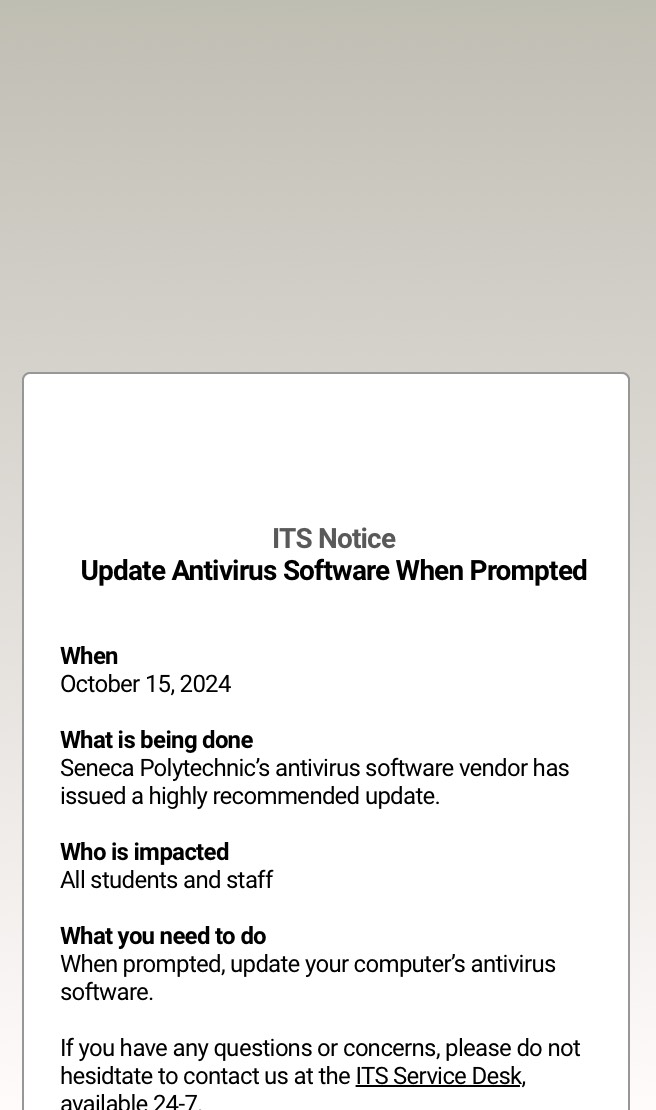 ITS Notice
Update Antivirus Software When Prompted
When
October 15, 2024
What is being done
Seneca Polytechnic’s antivirus software vendor has
issued a highly recommended update.
Who is impacted
All students and staff
What you need to do
When prompted, update your computer’s antivirus
software.
If you have any questions or concerns, please do not
hesidtate to contact us at the ITS Service Desk,
available 24-7.